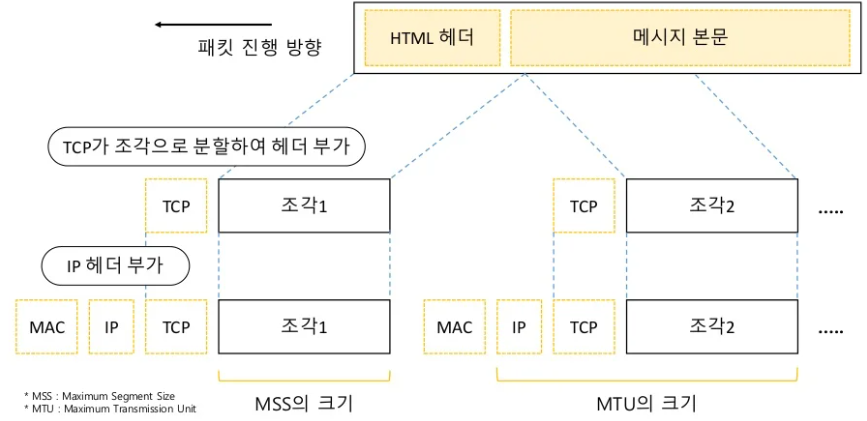 패킷 진행 방향
HTML 헤더
메시지 본문
TCP가 조각으로 분할하여 헤더 부가
TCP
조각1
TCP
조각2
.....
IP 헤더 부가
MAC
IP
TCP
조각1
MAC
IP
TCP
조각2
.....
* MSS : Maximum Segment Size
* MTU : Maximum Transmission Unit
MSS의 크기
MTU의 크기